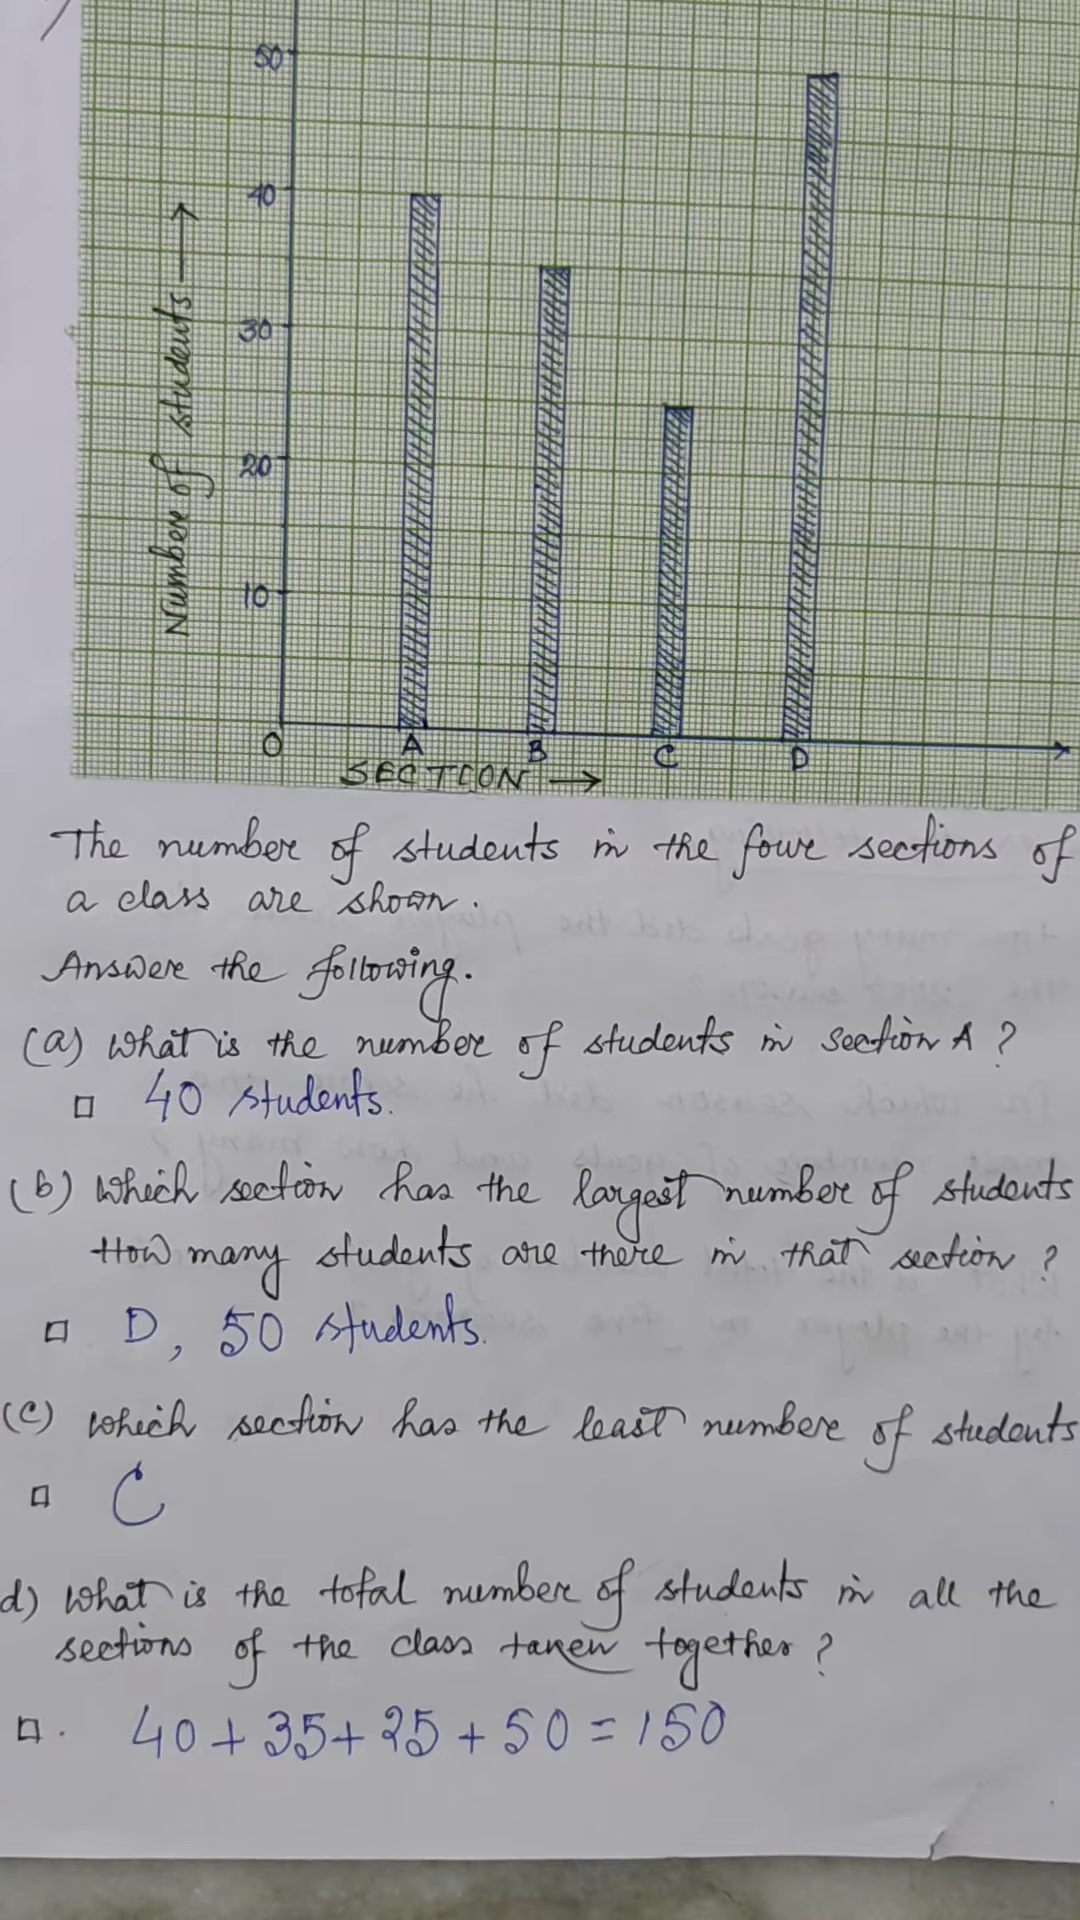 50
40
30
20
10
Number of students
O
A
B
C
D
SECTION
The number of students in the four sections of
a class are shown.
Answer the following.
(a) What is the number of students in section A ?
40 students.
(b) Which section has the largest number of students
How many students are there in that section ?
D, 50 students.
(c) Which section has the least number of students
C
d) What is the total number of students in all the
sections of the class taken together ?
40 + 35 + 25 + 50 = 150